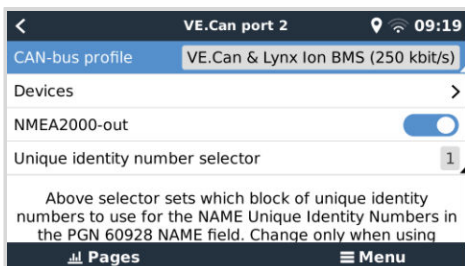 VE.Can port 2 09:19
CAN-bus profile VE.Can & Lynx Ion BMS (250 kbit/s)
Devices
NMEA2000-out
Unique identity number selector 1
Above selector sets which block of unique identity
numbers to use for the NAME Unique Identity Numbers in
the PGN 60928 NAME field. Change only when using
Pages Menu